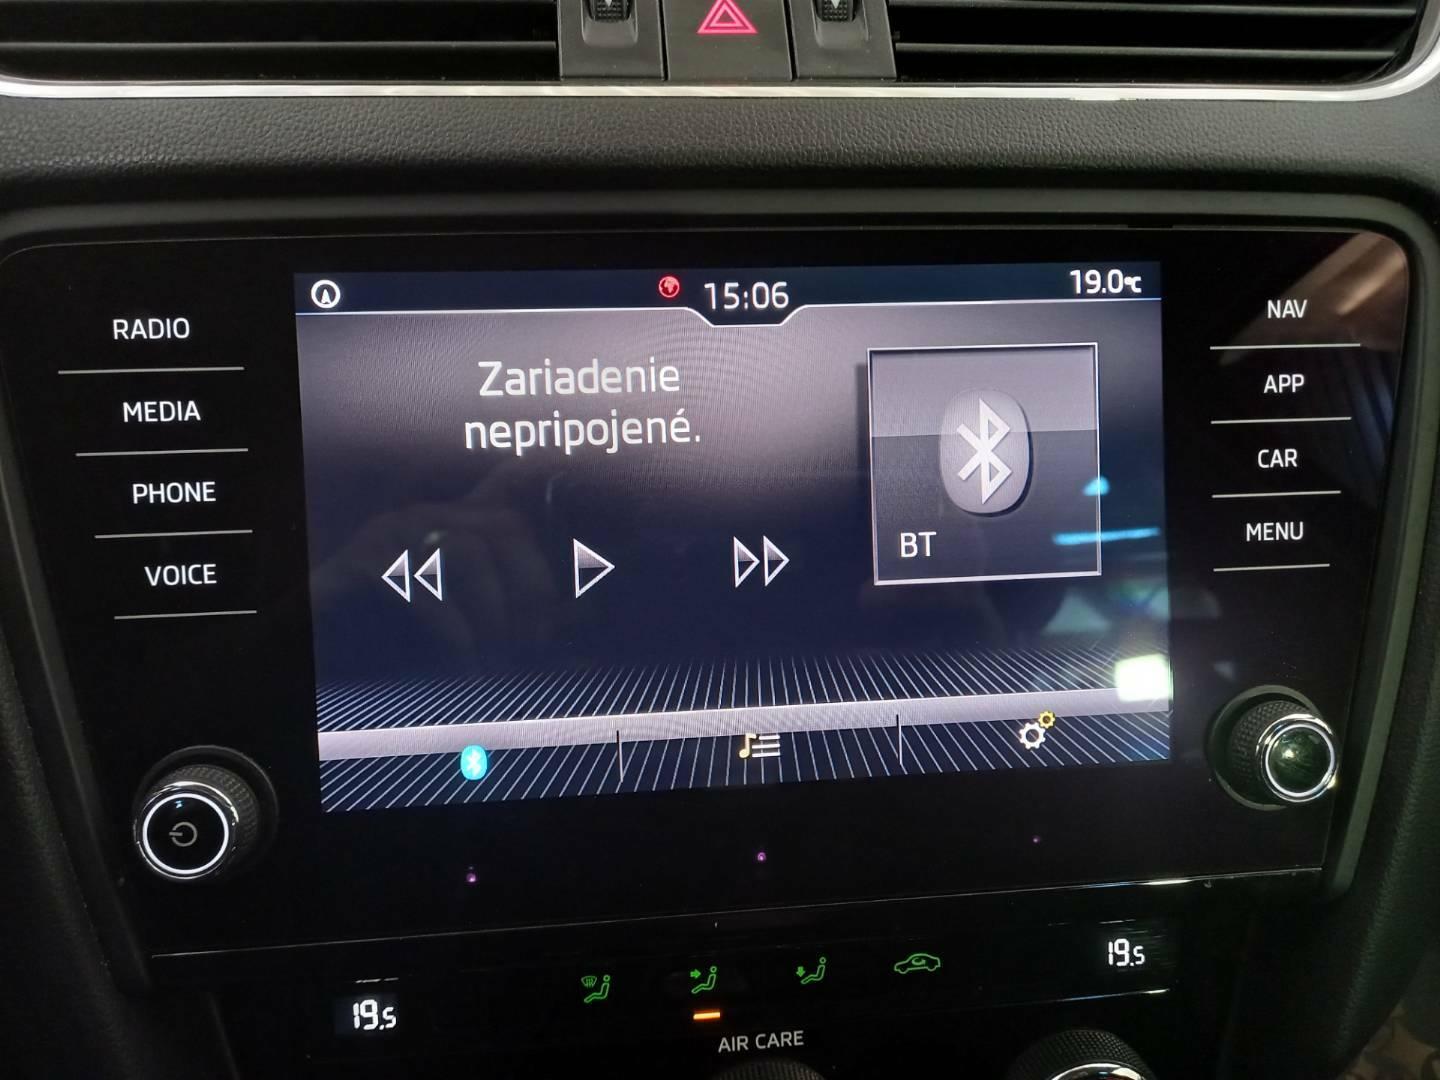 15:06
19.0°C
RADIO
MEDIA
PHONE
VOICE
Zariadenie
nepripojené.
BT
NAV
APP
CAR
MENU
19.5
19.5
AIR CARE